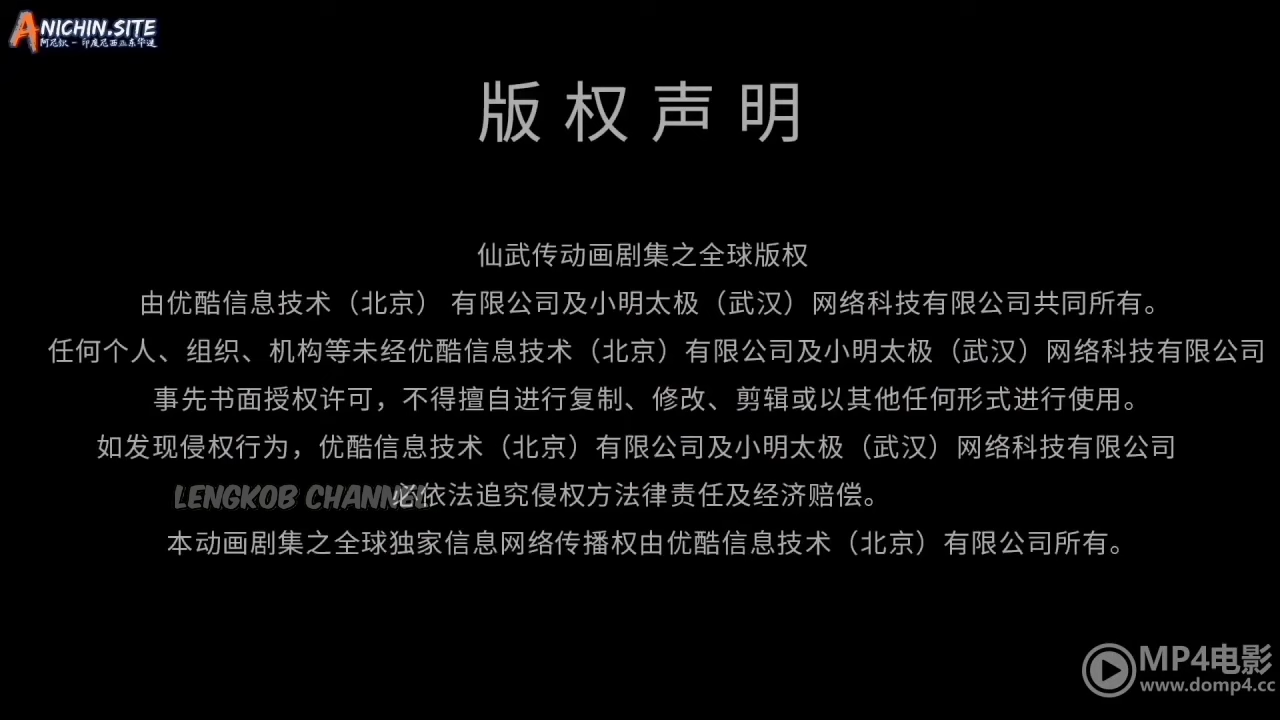 ANICHIN.SITE
阿尼钦 - 印度尼西亚东华迷
版权声明
仙武传动画剧集之全球版权
由优酷信息技术（北京） 有限公司及小明太极（武汉）网络科技有限公司共同所有。
任何个人、组织、机构等未经优酷信息技术（北京）有限公司及小明太极（武汉）网络科技有限公司
事先书面授权许可，不得擅自进行复制、修改、剪辑或以其他任何形式进行使用。
如发现侵权行为，优酷信息技术（北京）有限公司及小明太极（武汉）网络科技有限公司
必依法追究侵权方法律责任及经济赔偿。
LENGKOB CHANNEL
本动画剧集之全球独家信息网络传播权由优酷信息技术（北京）有限公司所有。
MP4电影
www.domp4.cc